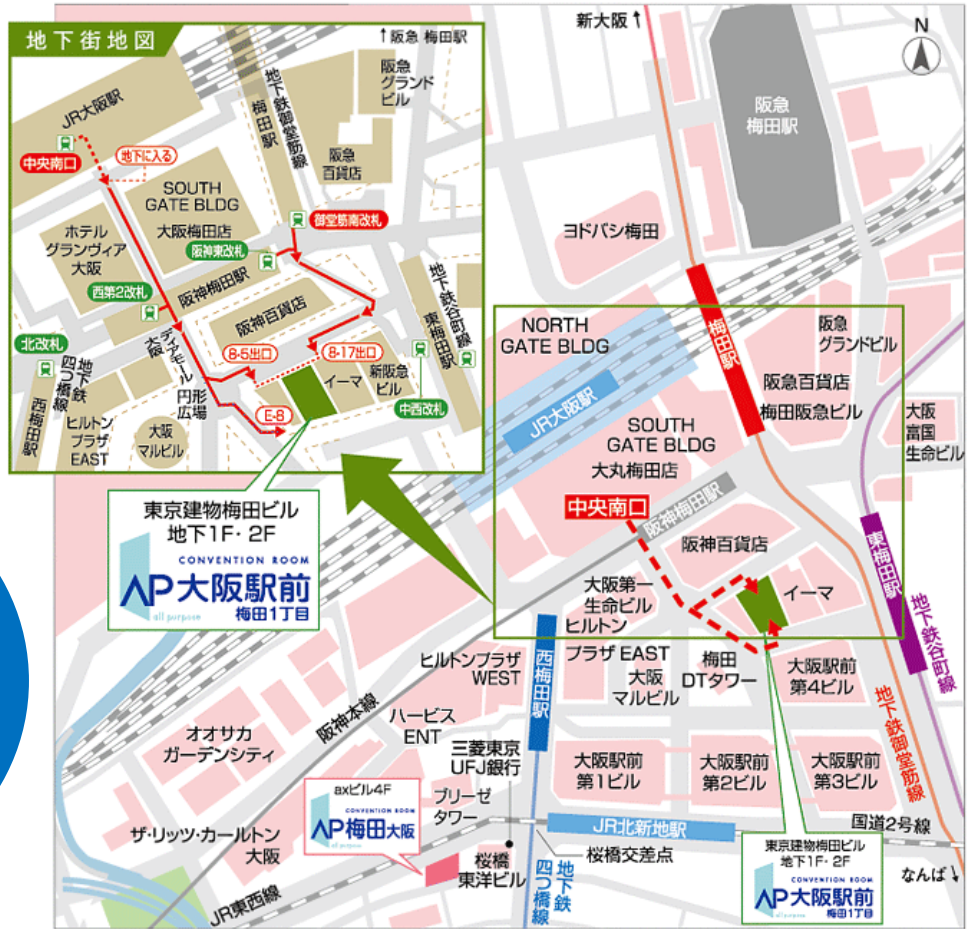 地下街地図
↑阪急 梅田駅
JR大阪駅
中央南口
地下に入る
SOUTH
GATE BLDG
大阪梅田店
ホテル
グランヴィア
大阪
阪急
グランド
ビル
地下鉄御堂筋線
梅田駅
阪急
百貨店
御堂筋南改札
阪神東改札
西第2改札
阪神梅田駅
阪神百貨店
北改札
地下鉄
四つ橋線
西梅田駅
ディアモール
大阪
円形
広場
8-5出口
8-17出口
イーマ
新阪急
ビル
地下鉄谷町線
東梅田駅
中西改札
ヒルトン
プラザ
EAST
大阪
マルビル
E-8
東京建物梅田ビル
地下1F・2F
CONVENTION ROOM
AP大阪駅前
all purpose
梅田1丁目
新大阪↑
N
阪急
梅田駅
ヨドバシ梅田
梅田駅
NORTH
GATE BLDG
阪急
グランドビル
阪急百貨店
梅田阪急ビル
JR大阪駅
SOUTH
GATE BLDG
大丸梅田店
大阪
富国
生命ビル
中央南口
阪神梅田駅
阪神百貨店
東梅田駅
地下鉄谷町線
大阪第一
生命ビル
ヒルトン
プラザ EAST
イーマ
ヒルトンプラザ
WEST
西梅田駅
大阪
マルビル
梅田
DTタワー
大阪駅前
第4ビル
阪神本線
ハービス
ENT
オオサカ
ガーデンシティ
三菱東京
UFJ銀行
大阪駅前
第1ビル
大阪駅前
第2ビル
大阪駅前
第3ビル
地下鉄御堂筋線
axビル4F
CONVENTION ROOM
AP梅田大阪
all purpose
ブリーゼ
タワー
ザ・リッツ・カールトン
大阪
JR北新地駅
国道2号線
桜橋
東洋ビル
桜橋交差点
地下鉄
四つ橋線
JR東西線
東京建物梅田ビル
地下1F・2F
CONVENTION ROOM
AP大阪駅前
all purpose
梅田1丁目
なんば↓